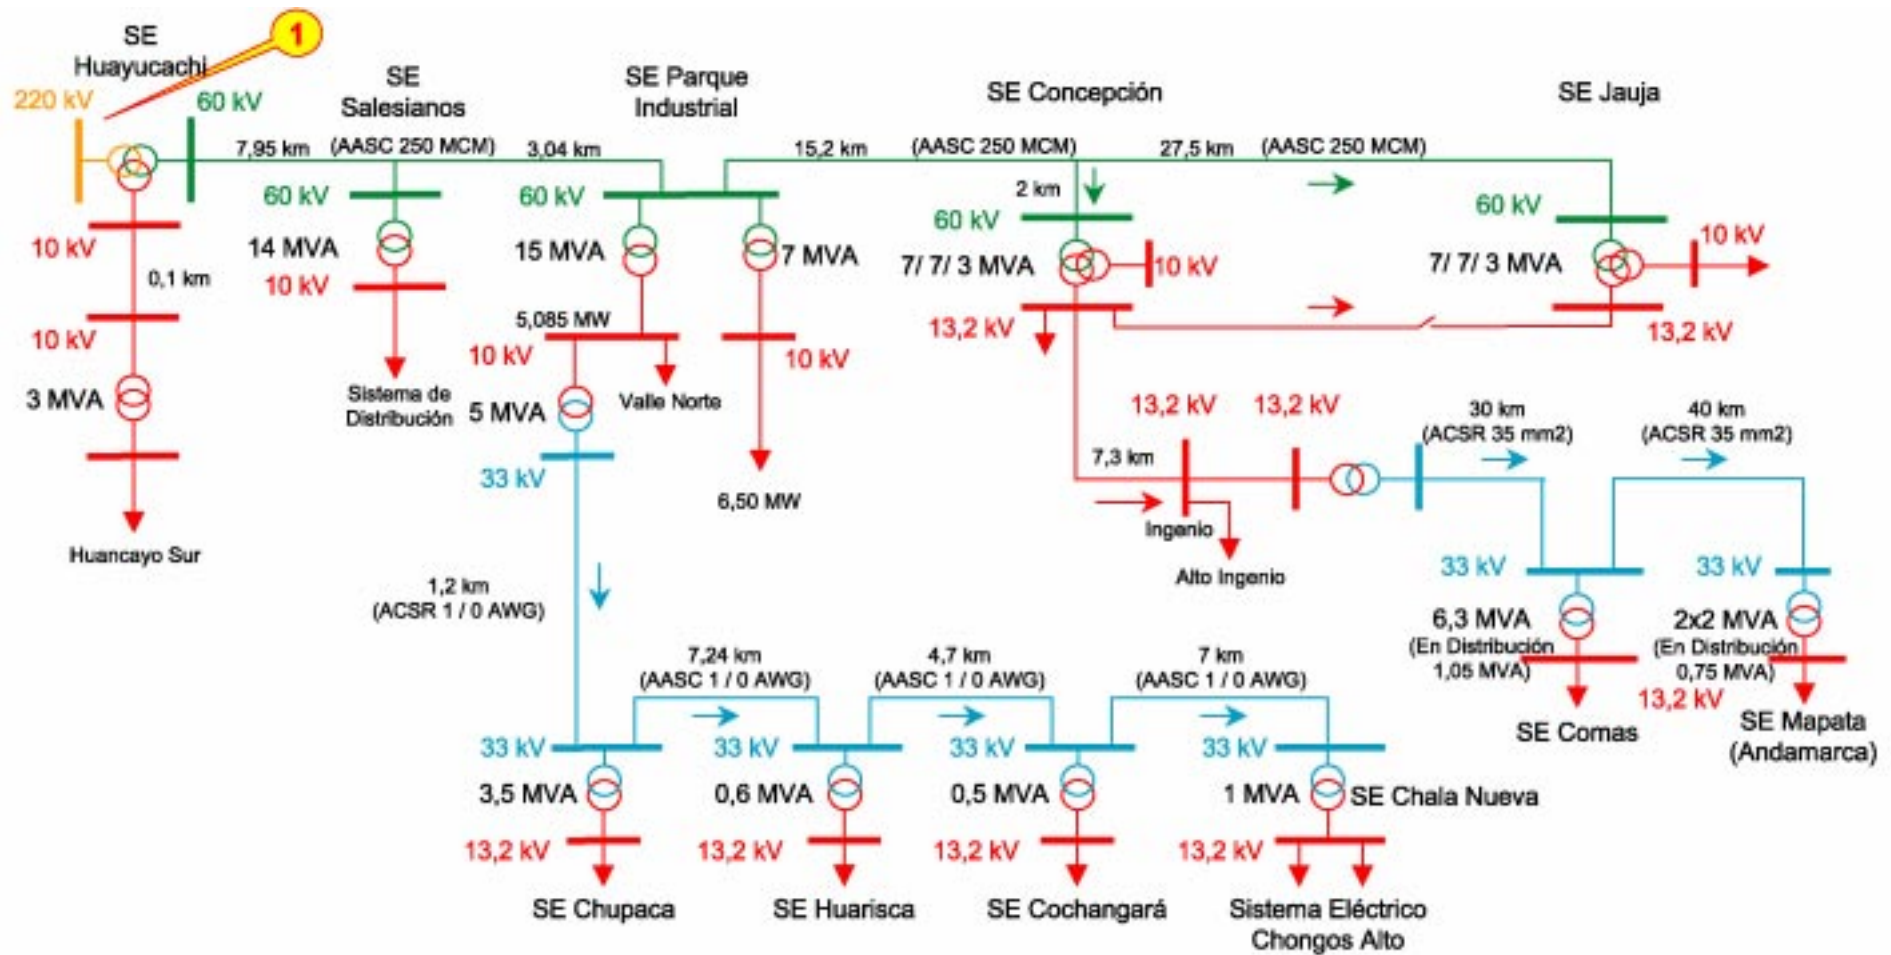 1
SE
Huayucachi
220 kV
60 kV
SE
Salesianos
SE Parque
Industrial
SE Concepción
SE Jauja
7,95 km
(AASC 250 MCM)
3,04 km
15,2 km
(AASC 250 MCM)
27,5 km
(AASC 250 MCM)
10 kV
0,1 km
10 kV
3 MVA
Huancayo Sur
60 kV
14 MVA
10 kV
Sistema de
Distribución
60 kV
15 MVA
7 MVA
5,085 MW
10 kV
10 kV
5 MVA
Valle Norte
33 kV
6,50 MW
2 km
60 kV
7/ 7/ 3 MVA
10 kV
13,2 kV
60 kV
7/ 7/ 3 MVA
10 kV
13,2 kV
13,2 kV
13,2 kV
7,3 km
Ingenio
Alto Ingenio
30 km
(ACSR 35 mm2)
40 km
(ACSR 35 mm2)
33 kV
6,3 MVA
(En Distribución
1,05 MVA)
SE Comas
33 kV
2x2 MVA
(En Distribución
0,75 MVA)
13,2 kV
SE Mapata
(Andamarca)
1,2 km
(ACSR 1 / 0 AWG)
7,24 km
(AASC 1 / 0 AWG)
4,7 km
(AASC 1 / 0 AWG)
7 km
(AASC 1 / 0 AWG)
33 kV
3,5 MVA
13,2 kV
SE Chupaca
33 kV
0,6 MVA
13,2 kV
SE Huarisca
33 kV
0,5 MVA
13,2 kV
SE Cochangará
33 kV
1 MVA
SE Chala Nueva
13,2 kV
Sistema Eléctrico
Chongos Alto